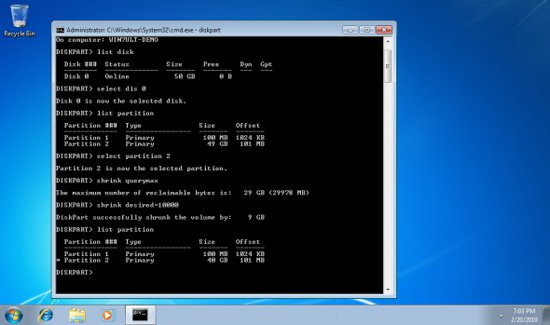 Recycle Bin
Administrator: C:\Windows\System32\cmd.exe - diskpart
On computer: WIN7ULT-DEMO
DISKPART> list disk
Disk ### Status Size Free Dyn Gpt
Disk 0 Online 50 GB 0 B
DISKPART> select dis 0
Disk 0 is now the selected disk.
DISKPART> list partition
Partition ### Type Size Offset
Partition 1 Primary 100 MB 1024 KB
Partition 2 Primary 49 GB 101 MB
DISKPART> select partition 2
Partition 2 is now the selected partition.
DISKPART> shrink querymax
The maximum number of reclaimable bytes is: 29 GB (29978 MB)
DISKPART> shrink desired=10000
DiskPart successfully shrunk the volume by: 9 GB
DISKPART> list partition
Partition ### Type Size Offset
Partition 1 Primary 100 MB 1024 KB
* Partition 2 Primary 40 GB 101 MB
DISKPART>
7:03 PM
2/20/2010